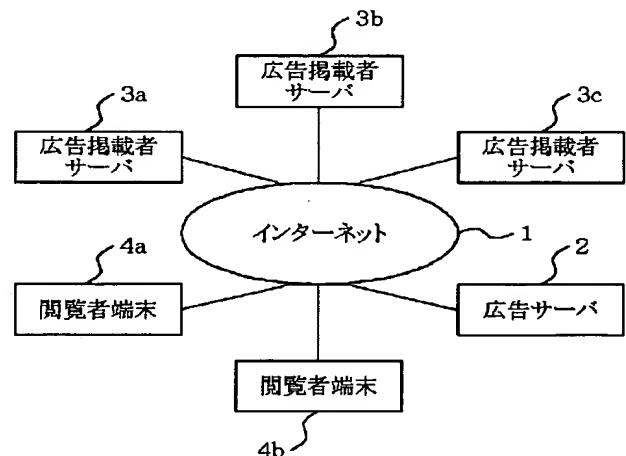 3b
広告掲載者
サーバ
3a
広告掲載者
サーバ
3c
広告掲載者
サーバ
インターネット
1
4a
閲覧者端末
2
広告サーバ
閲覧者端末
4b